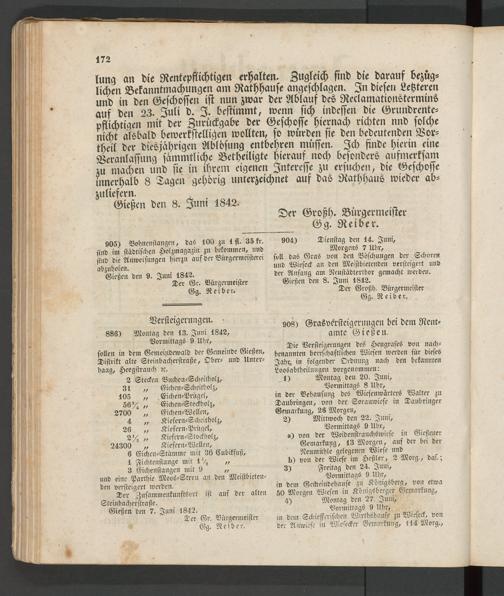 172
lung an die Rentepflichtigen erhalten. Zugleich sind die darauf bezüg-
lichen Bekanntmachungen am Rathhause angeschlagen. In diesen Letzteren
und in den Geschossen ist nun zwar der Ablauf des Reclamationstermins
auf den 23. Juli d. J. bestimmt, wenn sich indessen die Grundrente-
pflichtigen mit der Zurückgabe der Geschosse hiernach richten und solche
nicht alsbald bewerkstelligen wollten, so würden sie den bedeutenden Vor-
theil der diesjährigen Ablösung entbehren müssen. Ich finde hierin eine
Veranlassung sämmtliche Betheiligte hierauf noch besonders aufmerksam
zu machen und sie in ihrem eigenen Interesse zu ersuchen, die Geschosse
innerhalb 8 Tagen gehörig unterzeichnet auf das Rathhaus wieder ab-
zuliefern.
Gießen den 8. Juni 1842.
Der Großh. Bürgermeister
Gg. Reiber.
905) Bohnenstangen, das 100 zu 1 fl. 35 kr.
sind im städtischen Holzmagazin zu bekommen, und
sind die Anweisungen hierzu auf der Bürgermeisterei
abzuholen.
Gießen den 9. Juni 1842.
Der Gr. Bürgermeister
Gg. Reiber.
Versteigerungen.
886) Montag den 13. Juni 1842,
Vormittags 9 Uhr,
sollen in dem Gemeindewald der Gemeinde Gießen,
Distrikt alte Steinbacherstraße, Ober- und Unter-
haag, Hergstrauch ꝛc.
2 Stecken Buchen-Scheitholz,
31 „ Eichen-Scheitholz,
105 „ Eichen-Prügel,
56¾ „ Eichen-Stockholz,
2700 „ Eichen-Wellen,
4 „ Kiefern-Scheitholz,
26 „ Kiefern-Prügel,
2½ „ Kiefern-Stockholz,
24300 „ Kiefern-Wellen,
6 Eichen-Stämme mit 36 Cubikfuß,
1 Fichtenstange mit 1½ „
3 Fichtenstangen mit 9 „
und eine Parthie Moos-Streu an den Meistbieten-
den versteigert werden.
Der Zusammenkunftsort ist auf der alten
Steinbacherstraße.
Gießen den 7. Juni 1842.
Der Gr. Bürgermeister
Gg. Reiber.
904) Dienstag den 14. Juni,
Morgens 7 Uhr,
soll das Gras von den Böschungen der Schoren
und Wieseck an den Meistbietenden versteigert und
der Anfang am Neustädterthor gemacht werden.
Gießen den 8. Juni 1842.
Der Großh. Bürgermeister
Gg. Reiber.
908) Grasversteigerungen bei dem Rent-
amte Gießen.
Die Versteigerungen des Heugrases von nach-
benannten herrschaftlichen Wiesen werden für dieses
Jahr, in folgender Ordnung nach den bekannten
Loosabtheilungen vorgenommen:
1) Montag den 20. Juni,
Vormittags 8 Uhr,
in der Behausung des Wiesenwärters Walter zu
Daubringen, von der in Daubringer
Gemarkung, 26 Morgen,
2) Mittwoch den 22. Juni,
Vormittags 9 Uhr,
a) von der Weidenstrauchswiese in Gießener
Gemarkung, 13 Morgen, auf der bei der
Neumühle gelegenen Wiese und
b) von der Wiese im Heßler, 2 Morg., das.;
3) Freitag den 24. Juni,
Vormittags 9 Uhr,
in dem Gemeindehause zu Königsberg, von etwa
50 Morgen Wiesen in Königsberger Gemarkung,
4) Montag den 27. Juni,
Vormittags 9 Uhr,
in dem Wirthshause zu Wieseck, von
der Auwiese in Wiesecker Gemarkung, 114 Morg.,